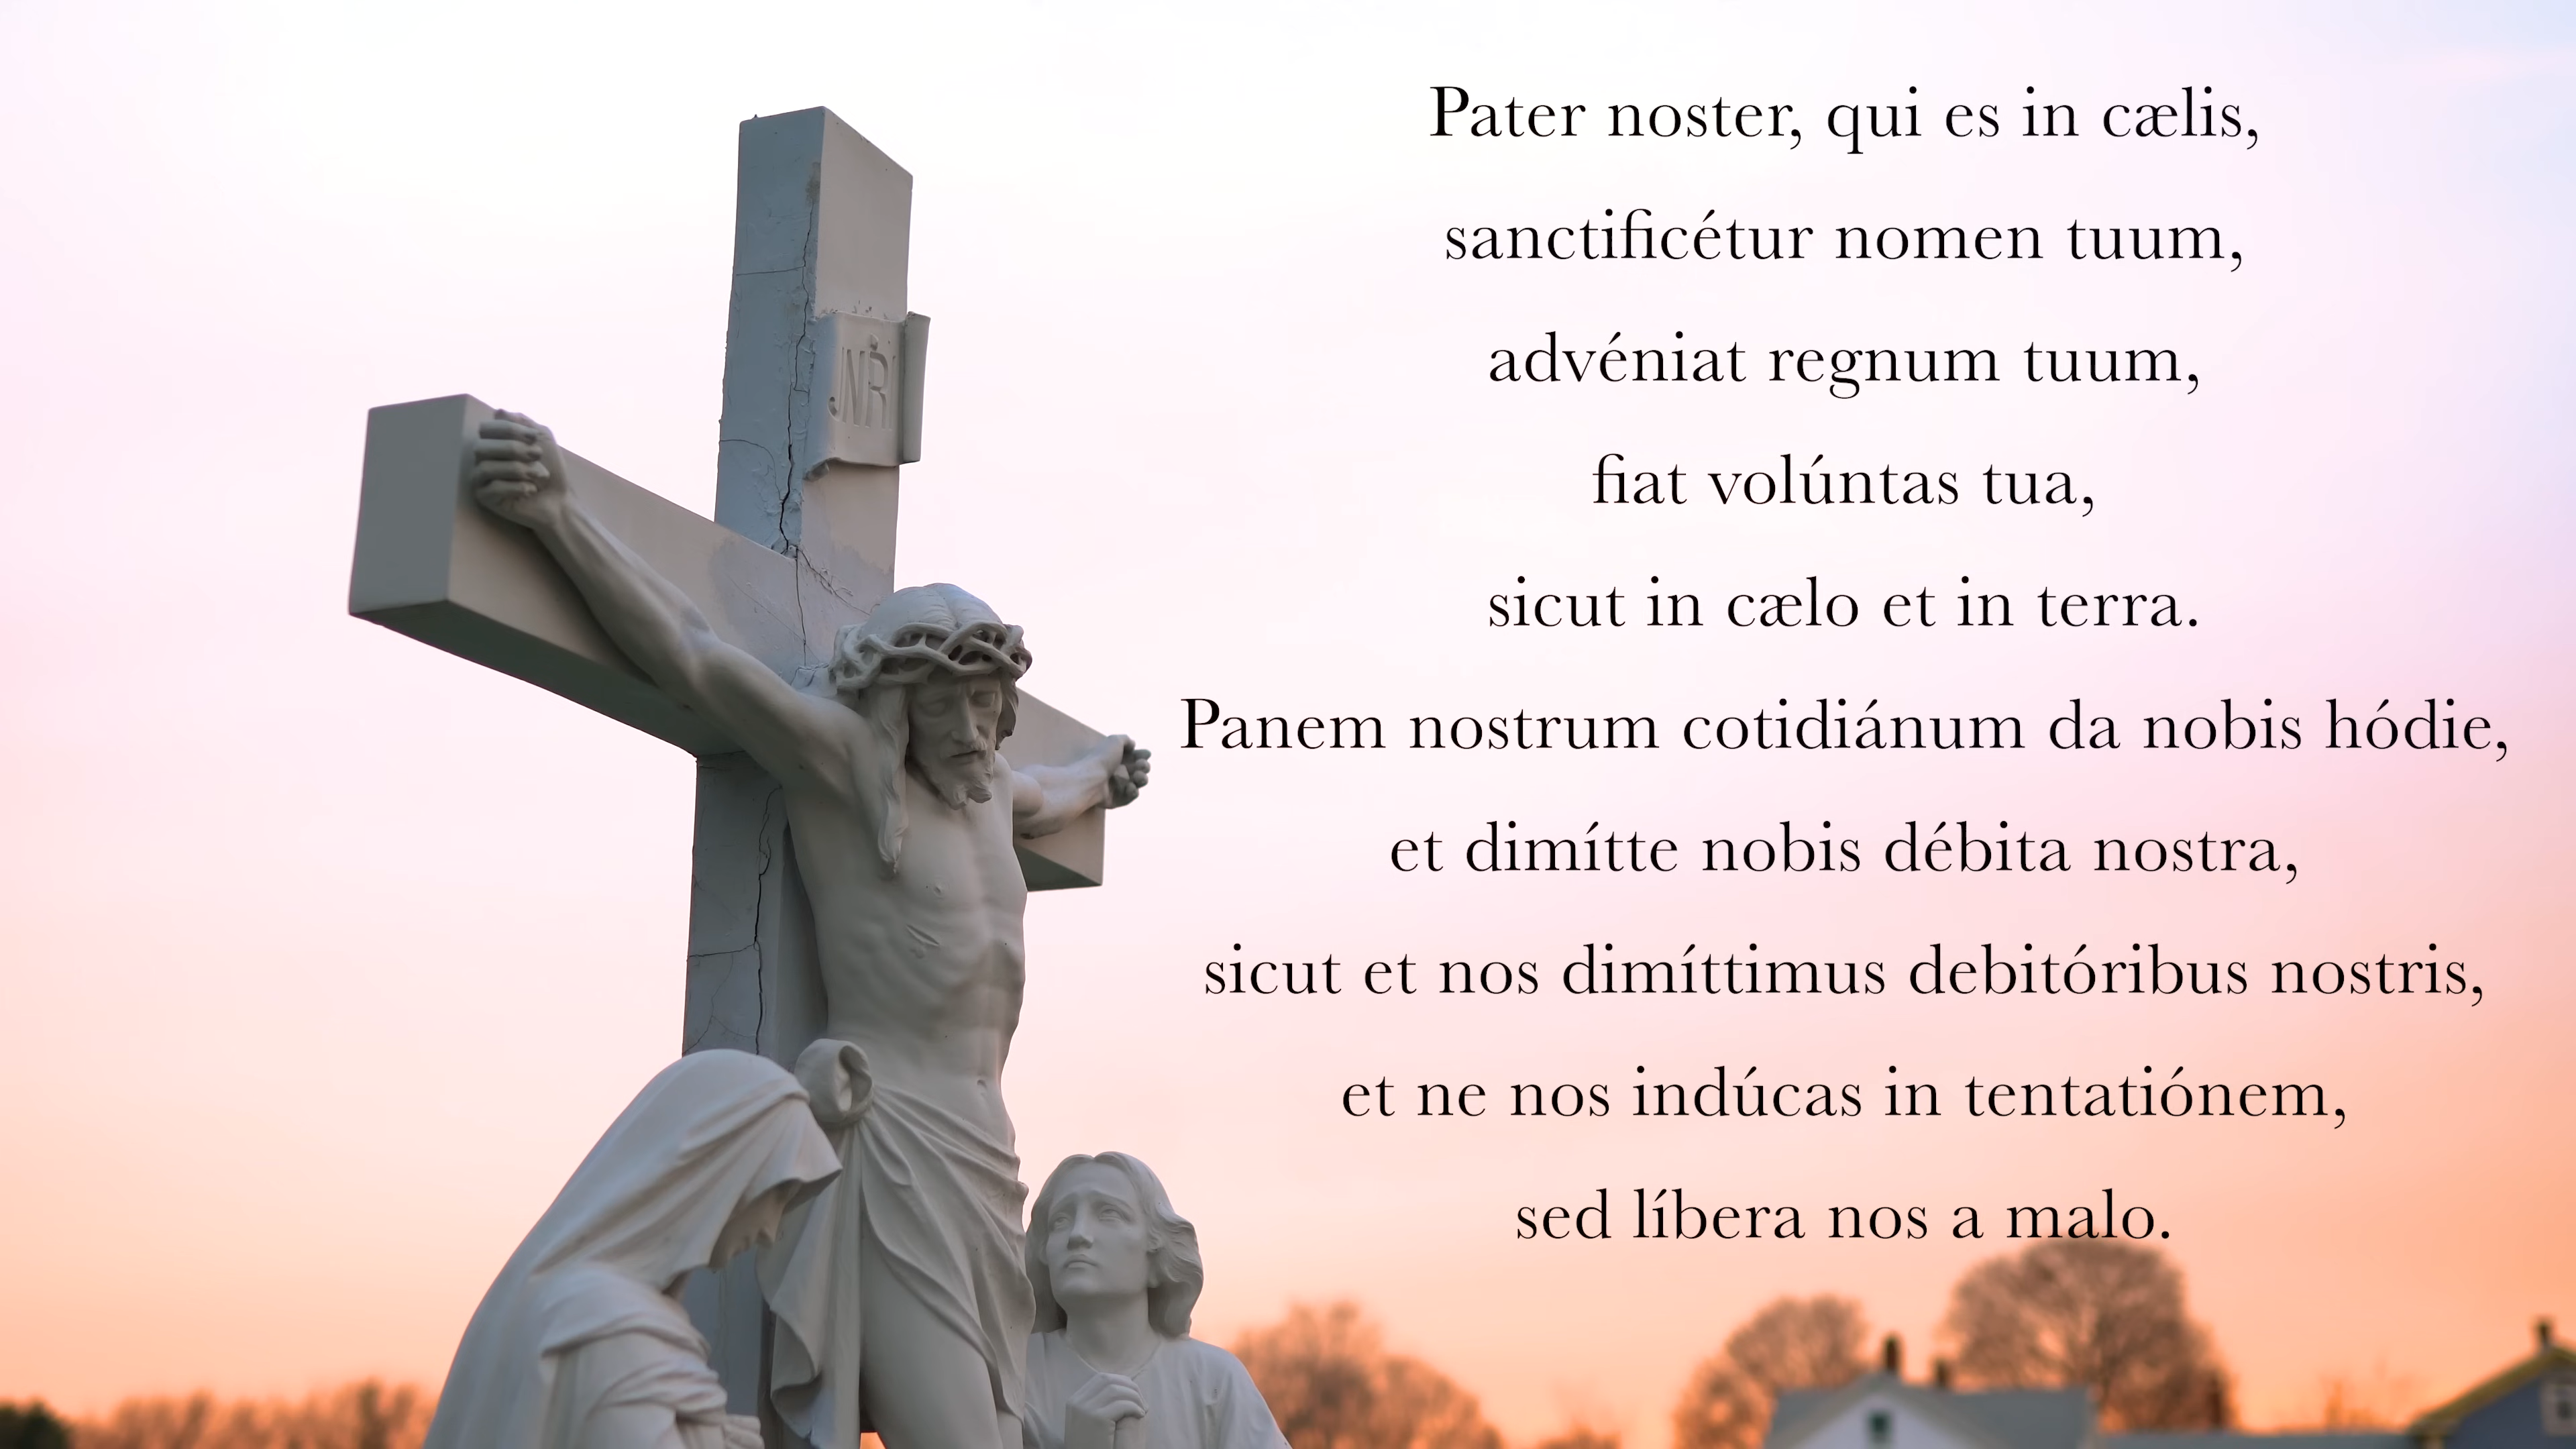 JNRI
Pater noster, qui es in cælis,
sanctificétur nomen tuum,
advéniat regnum tuum,
fiat volúntas tua,
sicut in cælo et in terra.
Panem nostrum cotidiánum da nobis hódie,
et dimítte nobis débita nostra,
sicut et nos dimíttimus debitóribus nostris,
et ne nos indúcas in tentatiónem,
sed líbera nos a malo.